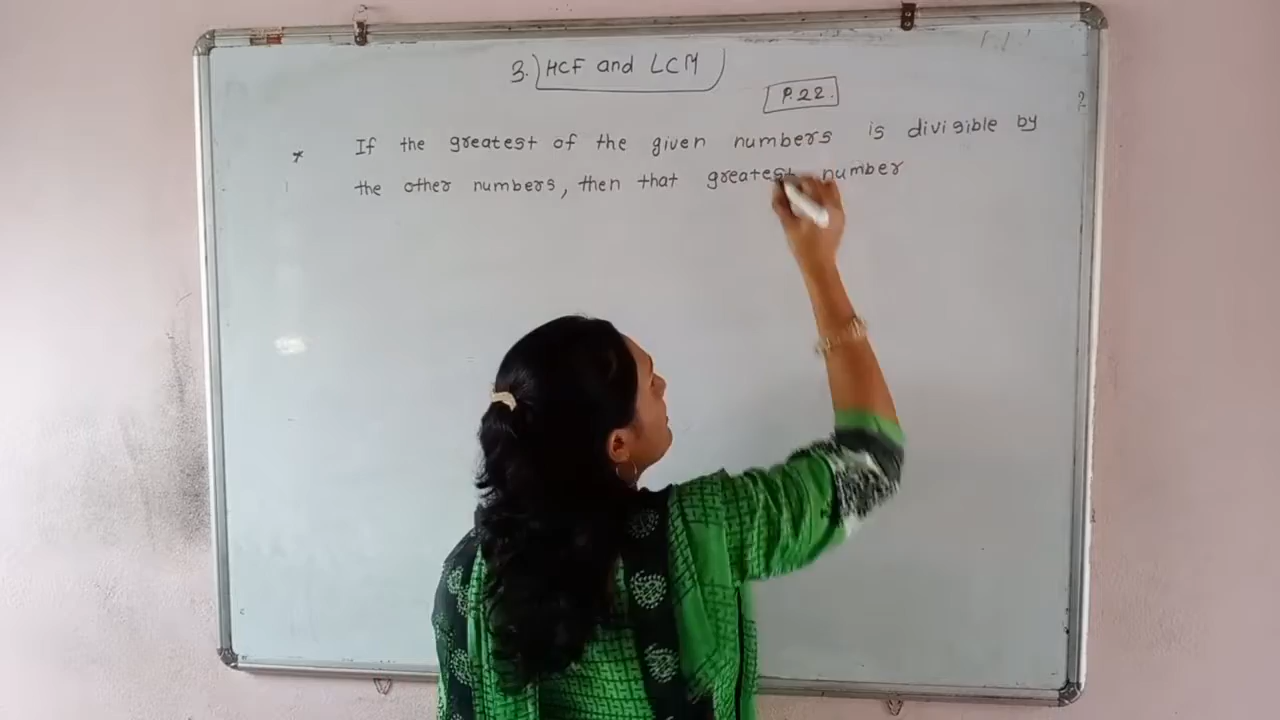 3. HCF and LCM
P.22.
* If the greatest of the given numbers is divisible by
the other numbers, then that greatest number